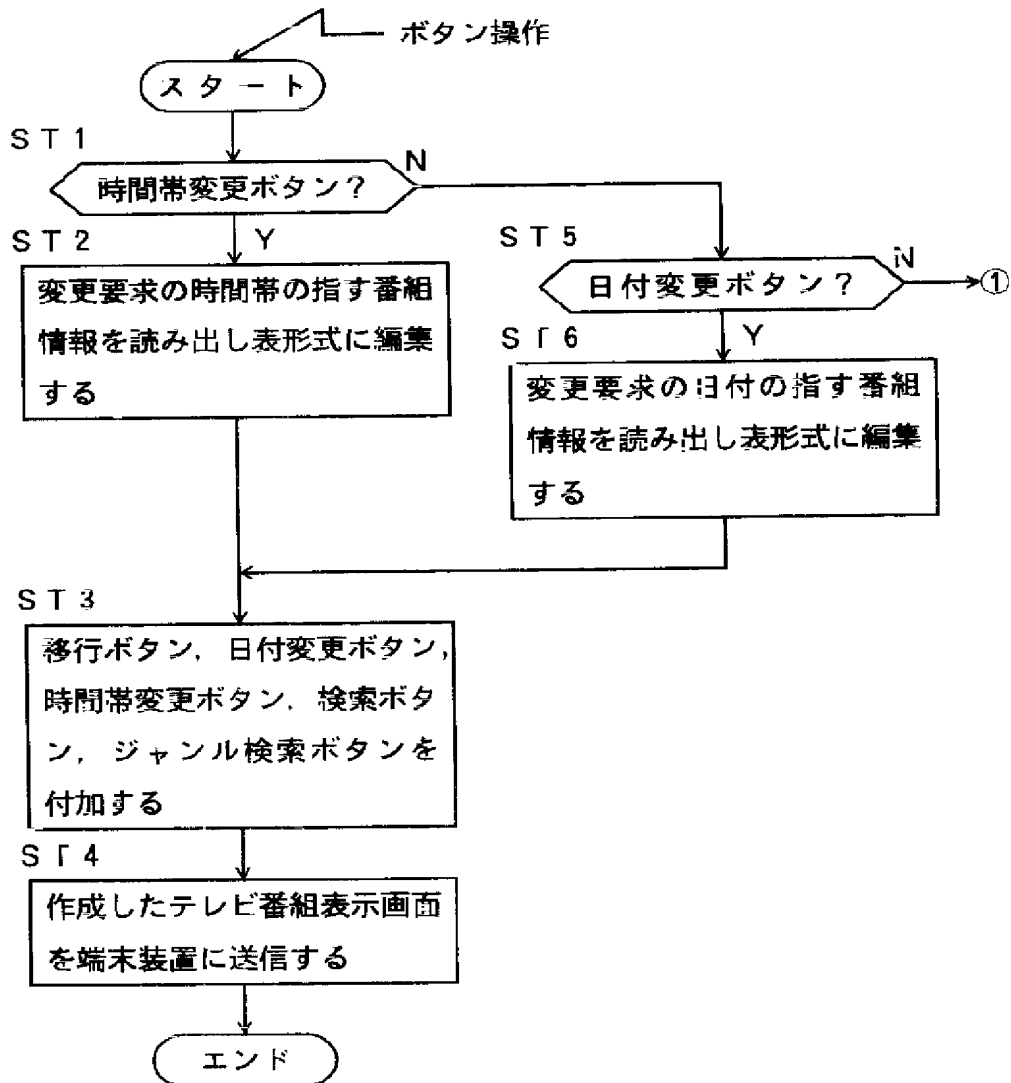 ボタン操作
スタート
ST1
時間帯変更ボタン?
N
ST2
Y
変更要求の時間帯の指す番組
情報を読み出し表形式に編集
する
ST5
日付変更ボタン?
N
①
ST6
Y
変更要求の日付の指す番組
情報を読み出し表形式に編集
する
ST3
移行ボタン,日付変更ボタン,
時間帯変更ボタン,検索ボタ
ン,ジャンル検索ボタンを
付加する
ST4
作成したテレビ番組表示画面
を端末装置に送信する
エンド